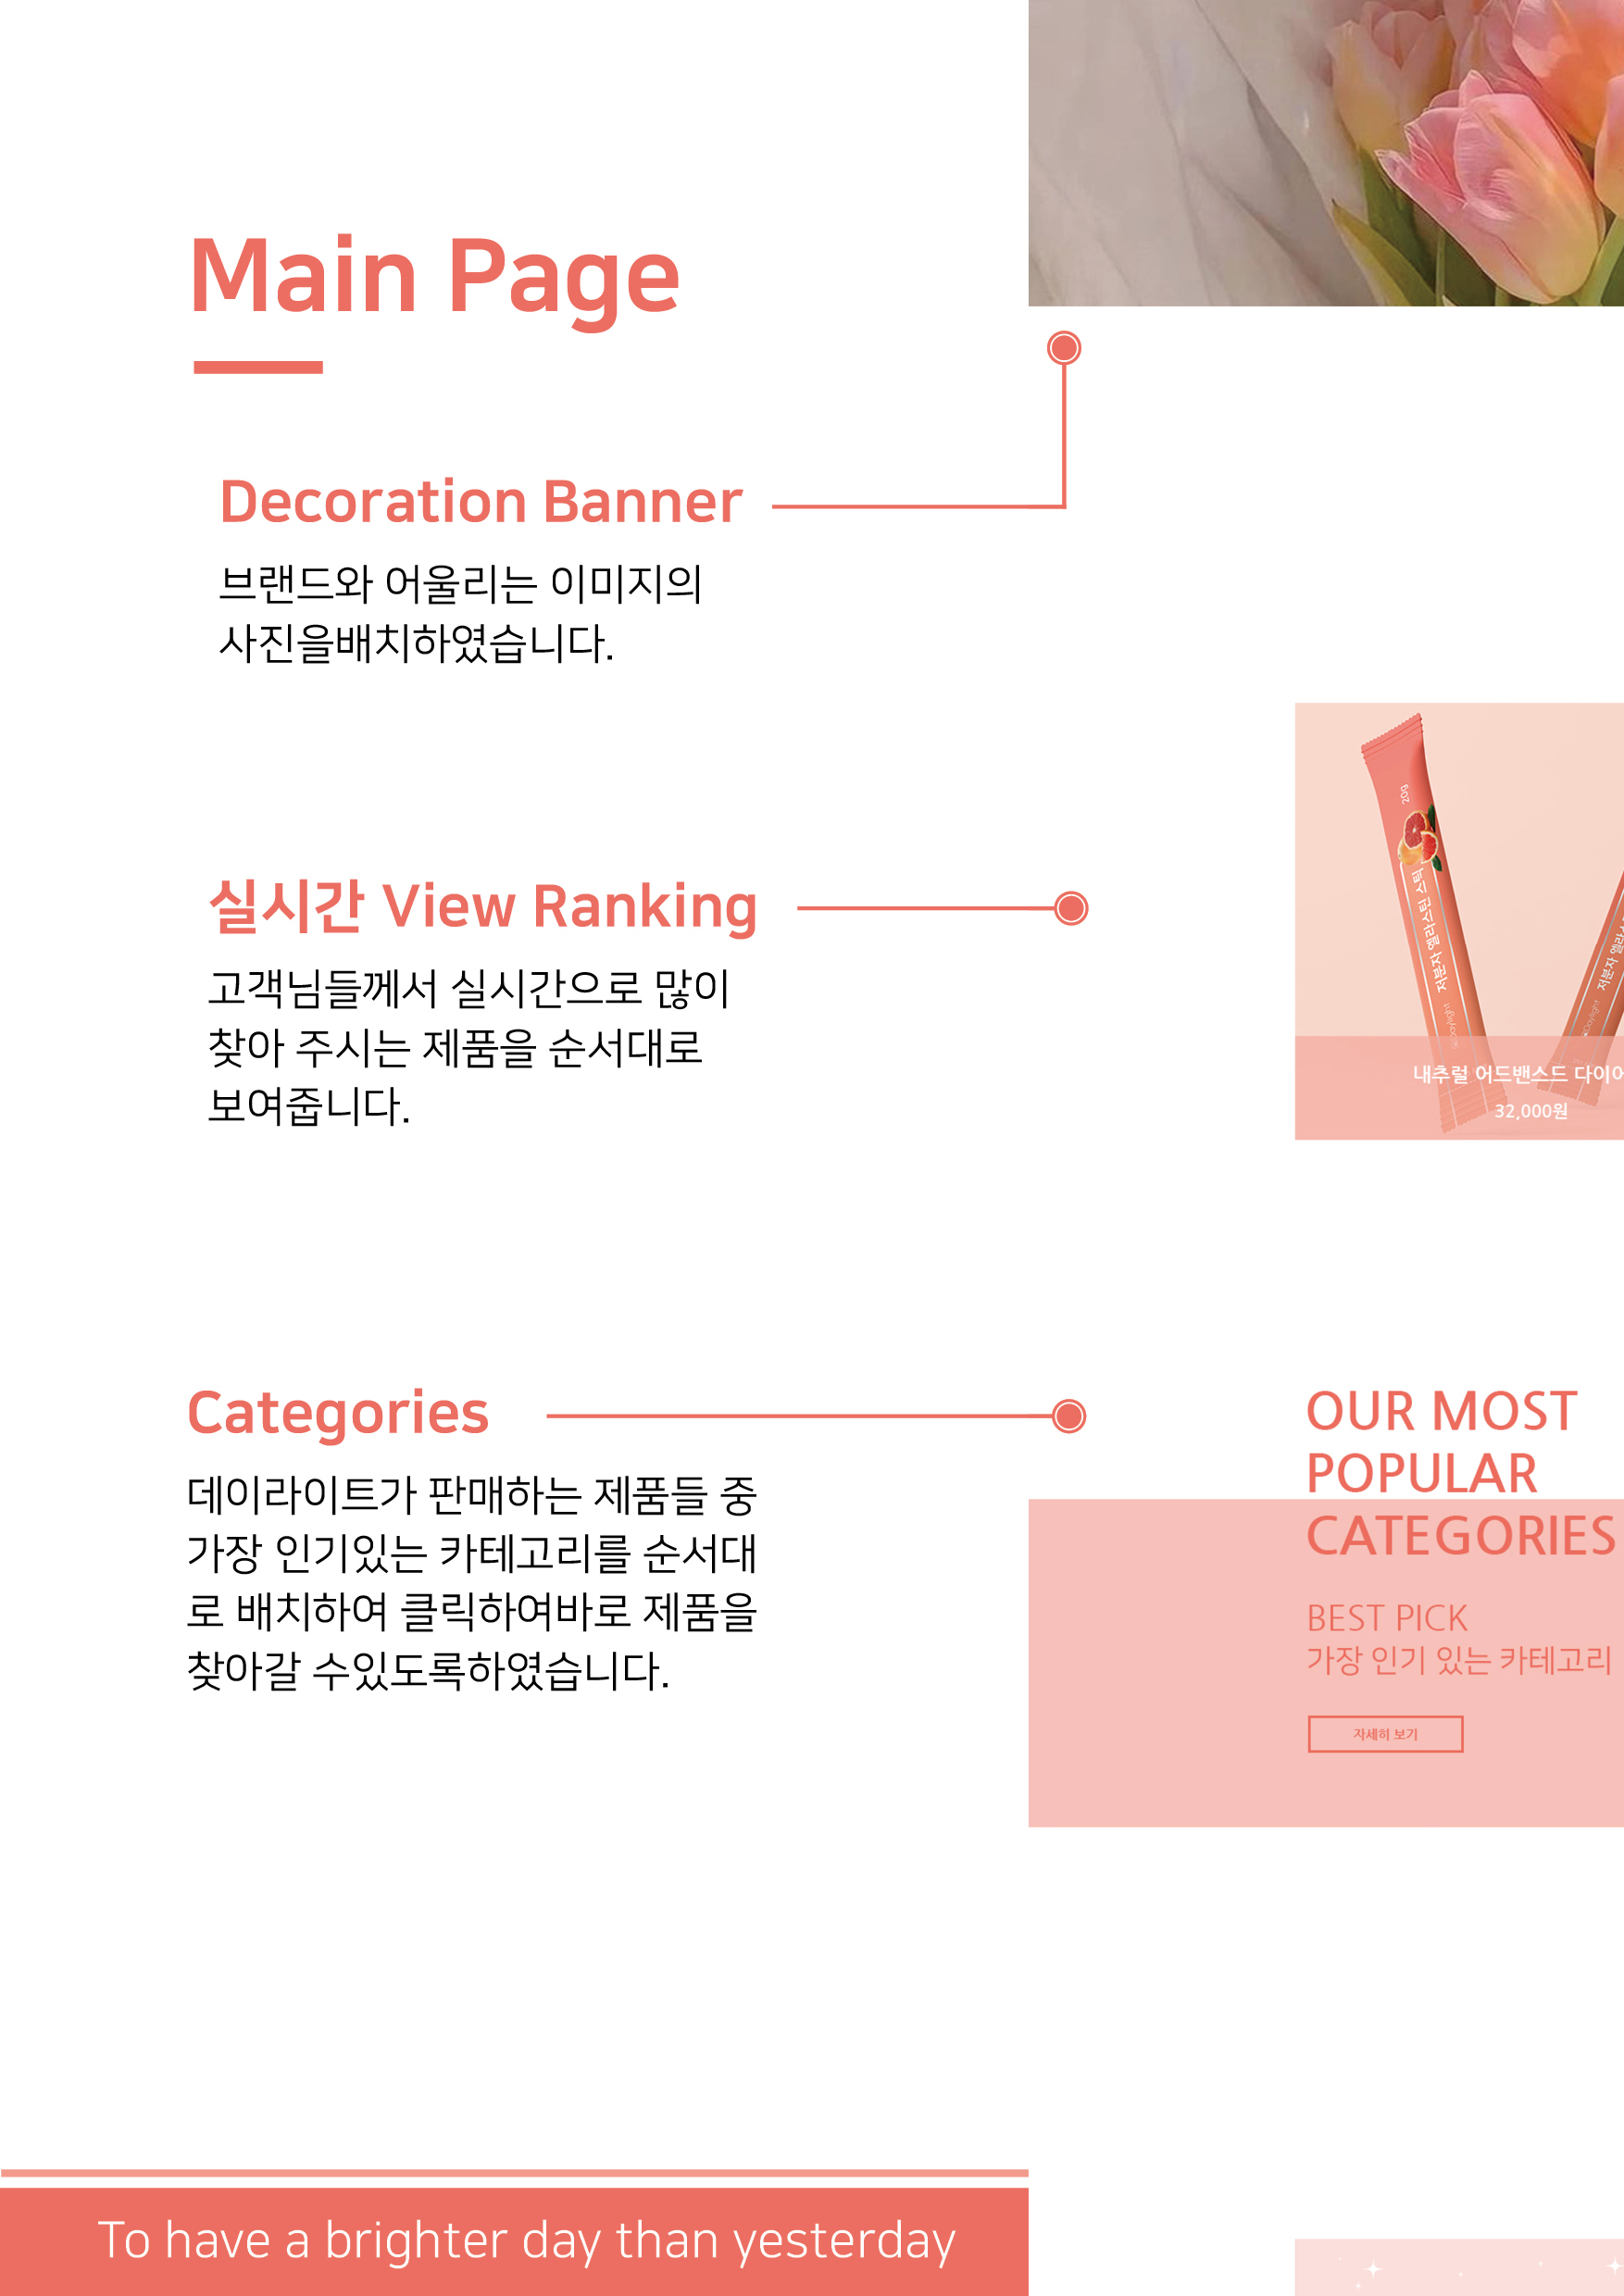 Main Page
Decoration Banner
브랜드와 어울리는 이미지의
사진을배치하였습니다.
실시간 View Ranking
고객님들께서 실시간으로 많이
찾아 주시는 제품을 순서대로
보여줍니다.
20g
저분자 엘라스틴 스틱
Daylight
저분자
Daylight
내추럴 어드밴스드
32,000원
Categories
데이라이트가 판매하는 제품들 중
가장 인기있는 카테고리를 순서대
로 배치하여 클릭하여바로 제품을
찾아갈 수있도록하였습니다.
OUR MOST
POPULAR
CATEGORIES
BEST PICK
가장 인기 있는 카테고리
자세히 보기
To have a brighter day than yesterday